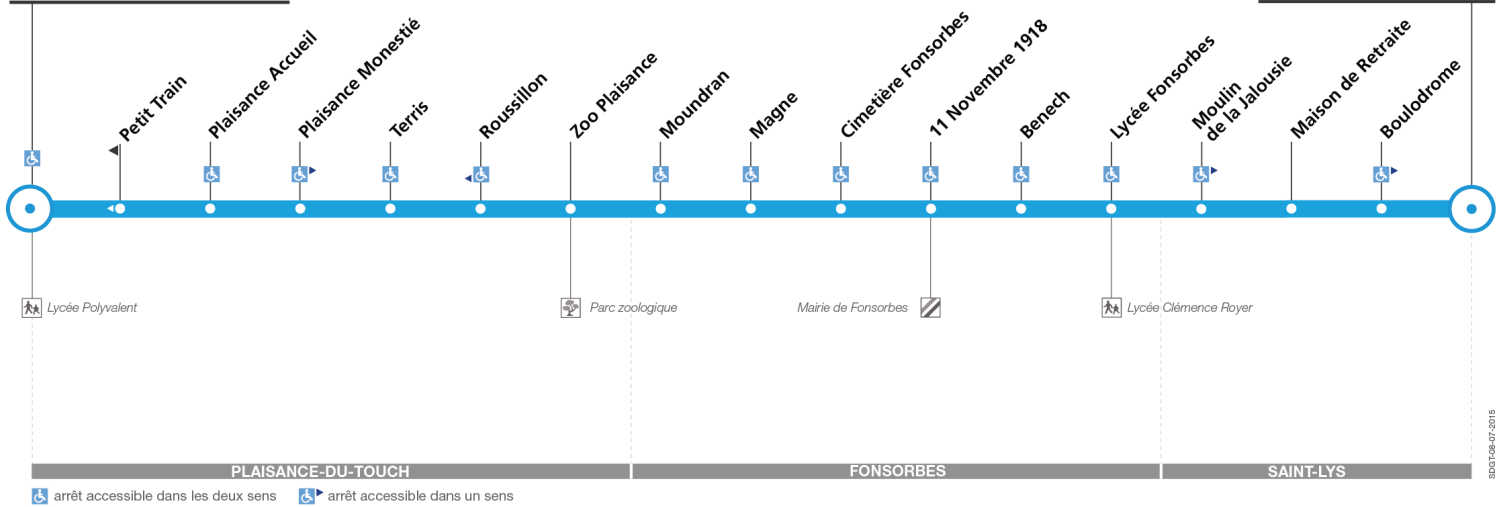 Petit Train
Plaisance Accueil
Plaisance Monestié
Terris
Roussillon
Zoo Plaisance
Moundran
Magne
Cimetière Fonsorbes
11 Novembre 1918
Benech
Lycée Fonsorbes
Moulin
de la Jalousie
Maison de Retraite
Boulodrome
Lycée Polyvalent
Parc zoologique
Mairie de Fonsorbes
Lycée Clémence Royer
SDGT-08-07-2015
PLAISANCE-DU-TOUCH
FONSORBES
SAINT-LYS
arrêt accessible dans les deux sens
arrêt accessible dans un sens